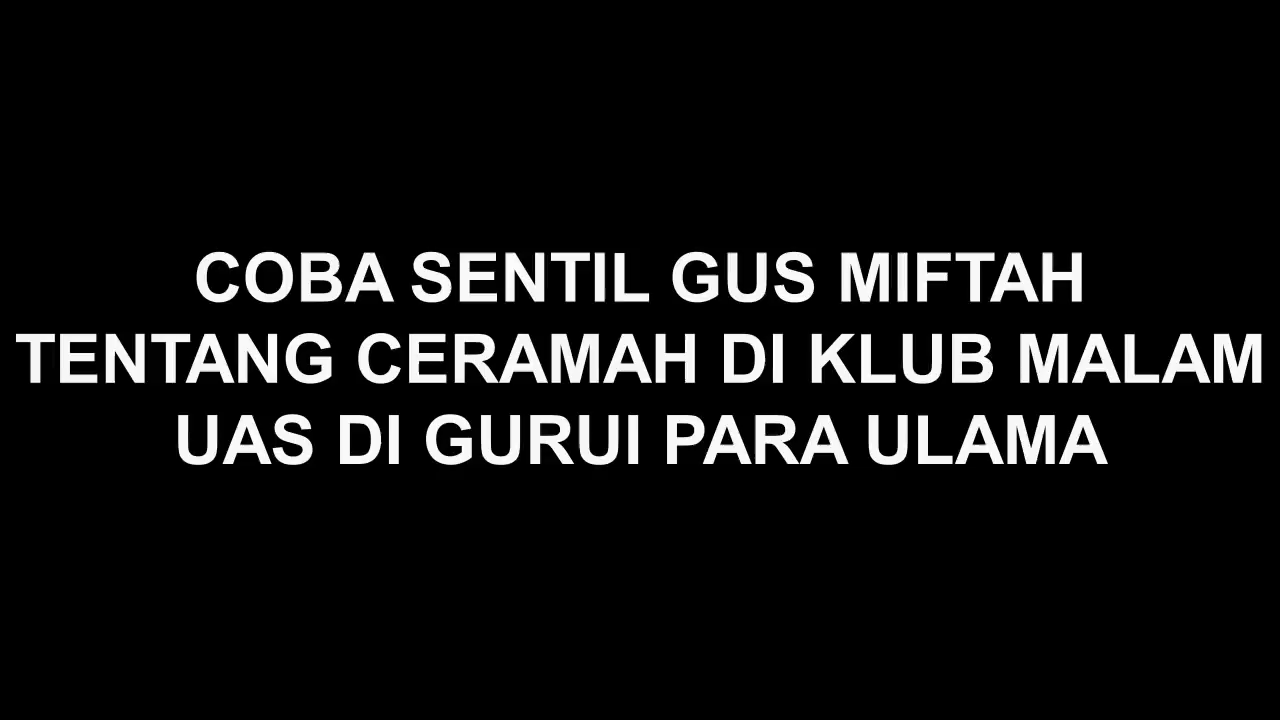 COBA SENTIL GUS MIFTAH
TENTANG CERAMAH DI KLUB MALAM
UAS DI GURUI PARA ULAMA